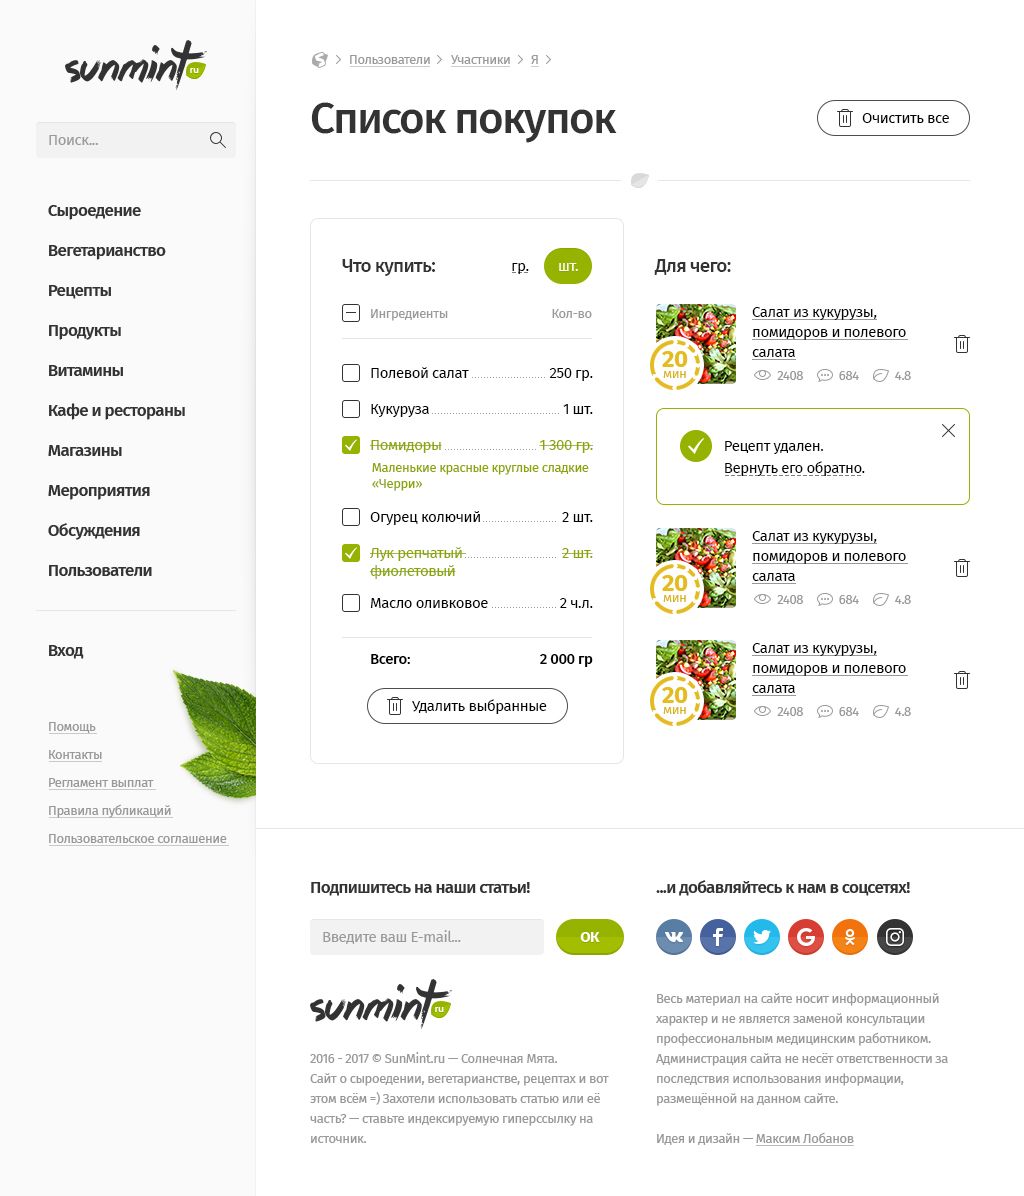 sunmint
ru
Поиск...
Сыроедение
Вегетарианство
Рецепты
Продукты
Витамины
Кафе и рестораны
Магазины
Мероприятия
Обсуждения
Пользователи
Вход
Помощь
Контакты
Регламент выплат
Правила публикаций
Пользовательское соглашение
Пользователи
Участники
Я
Список покупок
Очистить все
Что купить:
гр.
шт.
Ингредиенты Кол-во
Полевой салат 250 гр.
Кукуруза 1 шт.
Помидоры 1 300 гр.
Маленькие красные круглые сладкие
«Черри»
Огурец колючий 2 шт.
Лук репчатый 2 шт.
фиолетовый
Масло оливковое 2 ч.л.
Всего: 2 000 гр
Удалить выбранные
Для чего:
20
мин
Салат из кукурузы,
помидоров и полевого
салата
2408 684 4.8
Рецепт удален.
Вернуть его обратно.
20
мин
Салат из кукурузы,
помидоров и полевого
салата
2408 684 4.8
20
мин
Салат из кукурузы,
помидоров и полевого
салата
2408 684 4.8
Подпишитесь на наши статьи!
Введите ваш E-mail...
ОК
sunmint
ru
2016 - 2017 © SunMint.ru — Солнечная Мята.
Сайт о сыроедении, вегетарианстве, рецептах и вот
этом всём =) Захотели использовать статью или её
часть? — ставьте индексируемую гиперссылку на
источник.
...и добавляйтесь к нам в соцсетях!
Весь материал на сайте носит информационный
характер и не является заменой консультации
профессиональным медицинским работником.
Администрация сайта не несёт ответственности за
последствия использования информации,
размещённой на данном сайте.
Идея и дизайн — Максим Лобанов